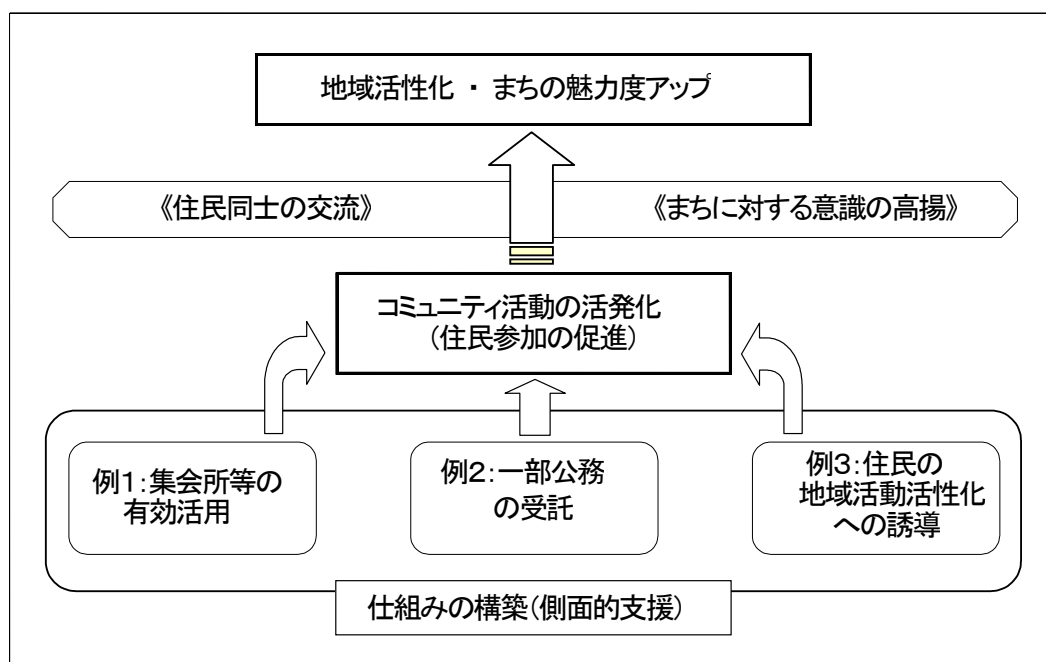 地域活性化 ・ まちの魅力度アップ
《住民同士の交流》
《まちに対する意識の高揚》
コミュニティ活動の活発化
(住民参加の促進)
例1:集会所等の
有効活用
例2:一部公務
の受託
例3:住民の
地域活動活性化
への誘導
仕組みの構築(側面的支援)